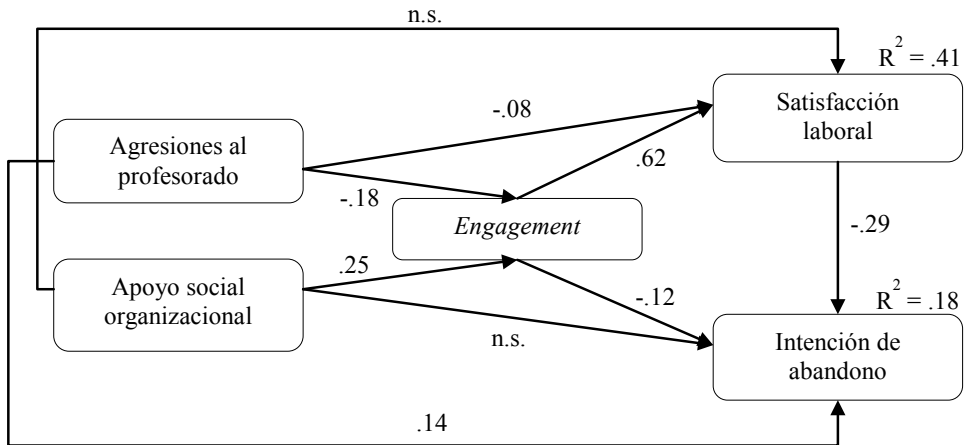 n.s.
R² = .41
Satisfacción
laboral
-.08
Agresiones al
profesorado
.62
-.18
Engagement
-.29
.25
Apoyo social
organizacional
-.12
R² = .18
n.s.
Intención de
abandono
.14